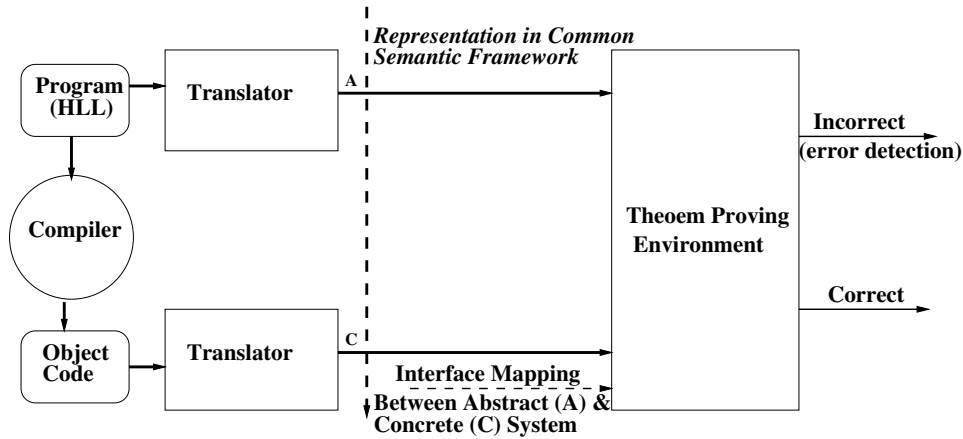 Representation in Common
Semantic Framework
Program
(HLL)
Translator
A
Incorrect
(error detection)
Compiler
Theoem Proving
Environment
Correct
Object
Code
Translator
C
Interface Mapping
Between Abstract (A) &
Concrete (C) System